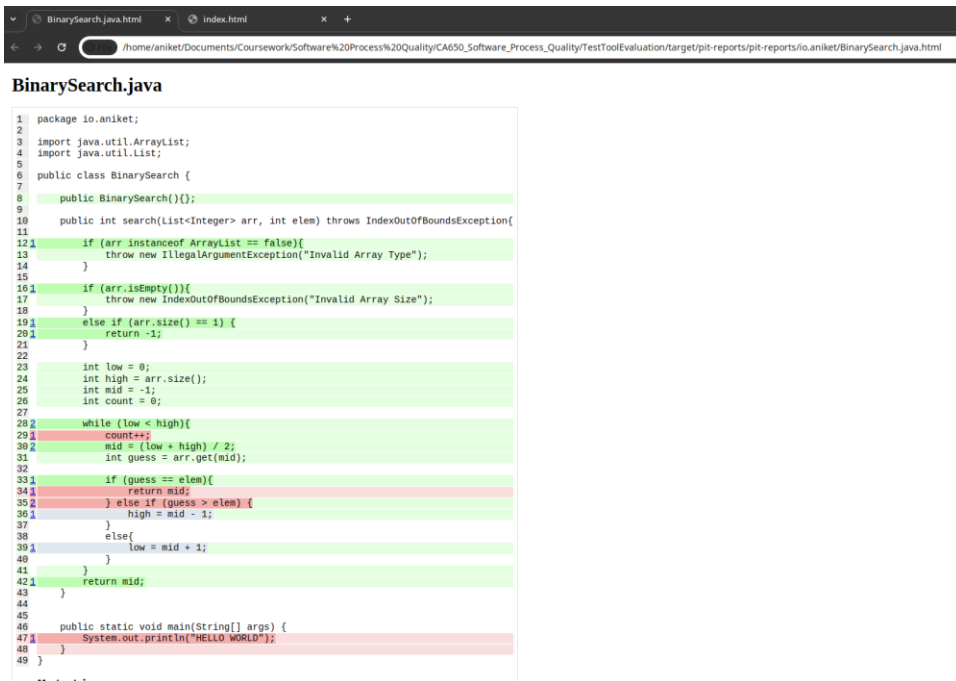 BinarySearch.java.html × index.html × +
/home/aniket/Documents/Coursework/Software%20Process%20Quality/CA650_Software_Process_Quality/TestToolEvaluation/target/pit-reports/pit-reports/io.aniket/BinarySearch.java.html
BinarySearch.java
1 package io.aniket;
2
3 import java.util.ArrayList;
4 import java.util.List;
5
6 public class BinarySearch {
7
8 public BinarySearch(){};
9
10 public int search(List<Integer> arr, int elem) throws IndexOutOfBoundsException{
11
12 1 if (arr instanceof ArrayList == false){
13 throw new IllegalArgumentException("Invalid Array Type");
14 }
15
16 1 if (arr.isEmpty()){
17 throw new IndexOutOfBoundsException("Invalid Array Size");
18 }
19 1 else if (arr.size() == 1) {
20 1 return -1;
21 }
22
23 int low = 0;
24 int high = arr.size();
25 int mid = -1;
26 int count = 0;
27
28 2 while (low < high){
29 1 count++;
30 2 mid = (low + high) / 2;
31 int guess = arr.get(mid);
32
33 1 if (guess == elem){
34 1 return mid;
35 2 } else if (guess > elem) {
36 1 high = mid - 1;
37 }
38 else{
39 1 low = mid + 1;
40 }
41 }
42 1 return mid;
43 }
44
45
46 public static void main(String[] args) {
47 1 System.out.println("HELLO WORLD");
48 }
49 }